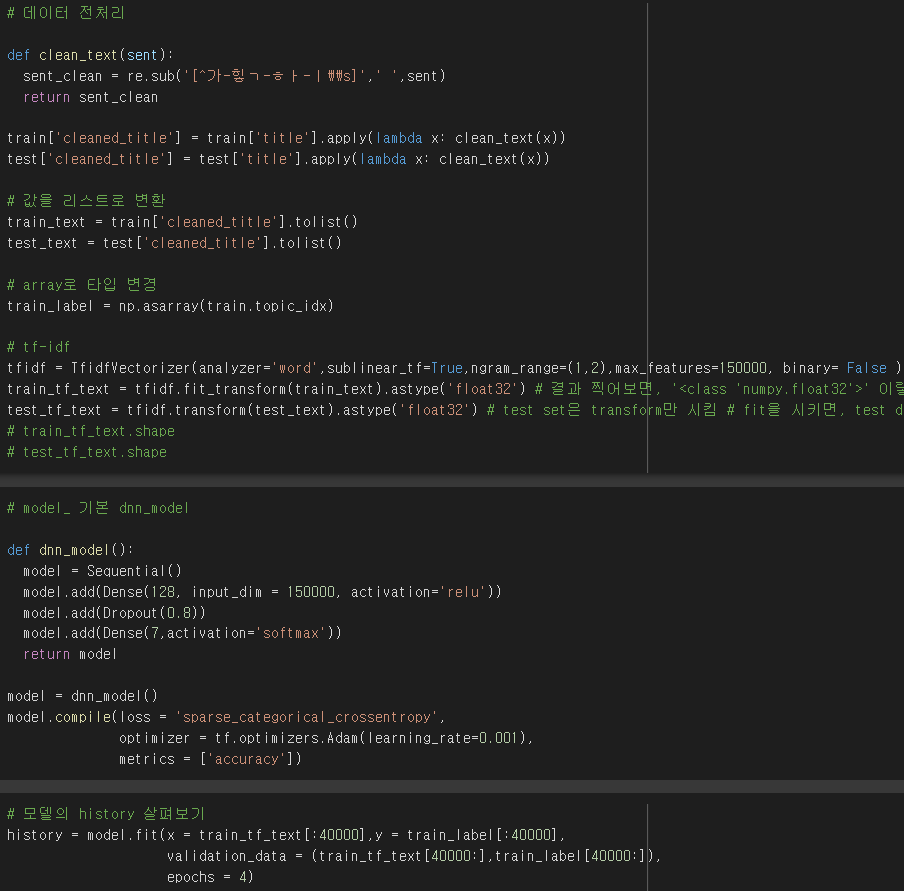 # 데이터 전처리
def clean_text(sent):
  sent_clean = re.sub('[^가-힣ㄱ-ㅎㅏ-ㅣ₩₩s]',' ',sent)
  return sent_clean
train['cleaned_title'] = train['title'].apply(lambda x: clean_text(x))
test['cleaned_title'] = test['title'].apply(lambda x: clean_text(x))
# 값을 리스트로 변환
train_text = train['cleaned_title'].tolist()
test_text = test['cleaned_title'].tolist()
# array로 타입 변경
train_label = np.asarray(train.topic_idx)
# tf-idf
tfidf = TfidfVectorizer(analyzer='word',sublinear_tf=True,ngram_range=(1,2),max_features=150000, binary= False )
train_tf_text = tfidf.fit_transform(train_text).astype('float32') # 결과 찍어보면, '<class 'numpy.float32'>' 이렇
test_tf_text = tfidf.transform(test_text).astype('float32') # test set은 transform만 시킴 # fit을 시키면, test d
# train_tf_text.shape
# test_tf_text.shape
# model_ 기본 dnn_model
def dnn_model():
  model = Sequential()
  model.add(Dense(128, input_dim = 150000, activation='relu'))
  model.add(Dropout(0.8))
  model.add(Dense(7,activation='softmax'))
  return model
model = dnn_model()
model.compile(loss = 'sparse_categorical_crossentropy',
              optimizer = tf.optimizers.Adam(learning_rate=0.001),
              metrics = ['accuracy'])
# 모델의 history 살펴보기
history = model.fit(x = train_tf_text[:40000],y = train_label[:40000],
                    validation_data = (train_tf_text[40000:],train_label[40000:]),
                    epochs = 4)